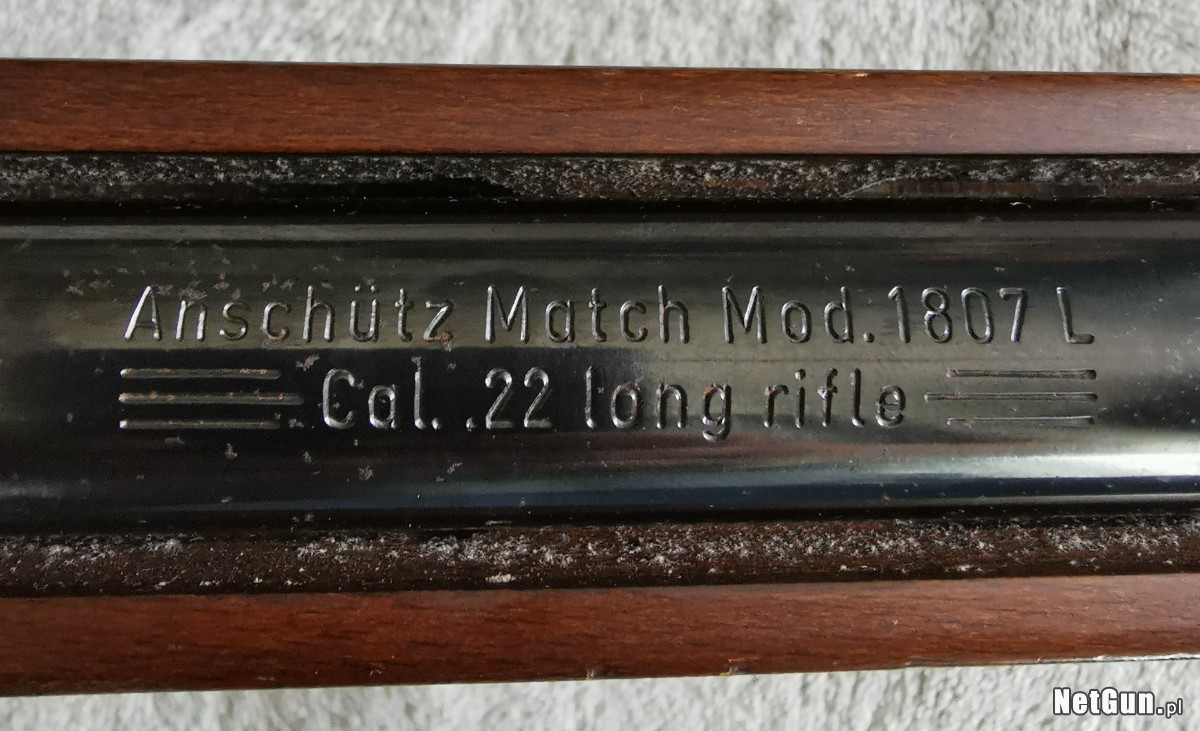 Anschütz Match Mod. 1807 L
Cal. .22 long rifle
NetGun.pl